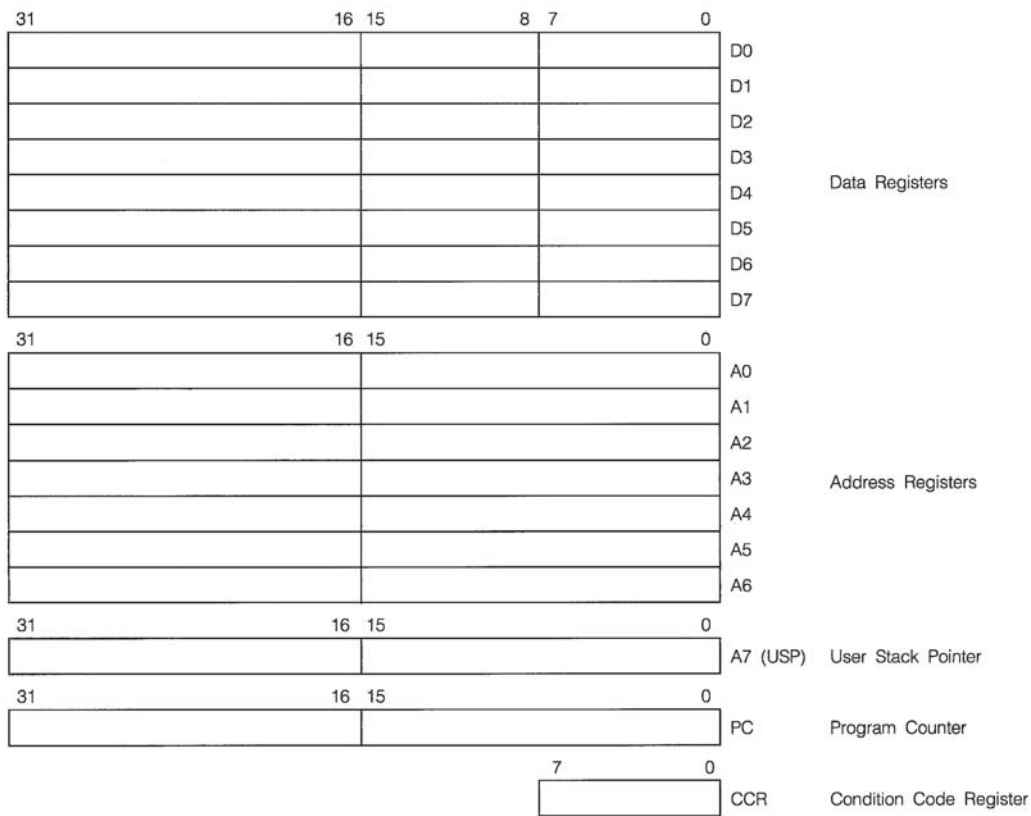 31 16 15 8 7 0
D0
D1
D2
D3
D4 Data Registers
D5
D6
D7
31 16 15 0
A0
A1
A2
A3 Address Registers
A4
A5
A6
31 16 15 0
A7 (USP) User Stack Pointer
31 16 15 0
PC Program Counter
7 0
CCR Condition Code Register